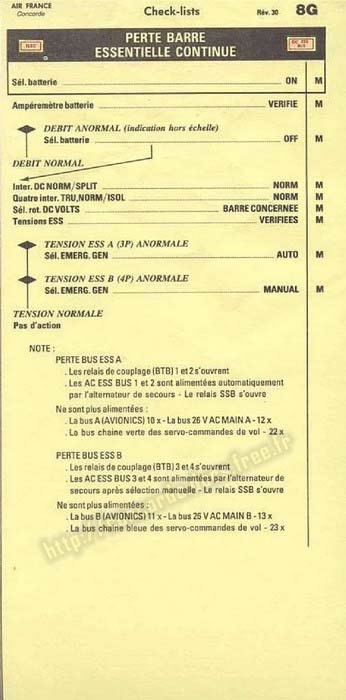 AIR FRANCE
Concorde
Check-lists
Rév. 30
8G
PERTE BARRE
ESSENTIELLE CONTINUE
Sél. batterie ON M
Ampéremètre batterie VERIFIE M
DEBIT ANORMAL (indication hors échelle)
Sél. batterie OFF M
DEBIT NORMAL
Inter. DC NORM/SPLIT NORM M
Quatre inter. TRU, NORM/ISOL NORM M
Sél. rot. DC VOLTS BARRE CONCERNEE M
Tensions ESS VERIFIEES M
TENSION ESS A (3P) ANORMALE
Sél. EMERG. GEN AUTO M
TENSION ESS B (4P) ANORMALE
Sél. EMERG. GEN MANUAL M
TENSION NORMALE
Pas d'action
NOTE :
PERTE BUS ESS A
. Les relais de couplage (BTB) 1 et 2 s'ouvrent
. Les AC ESS BUS 1 et 2 sont alimentées automatiquement
par l'alternateur de secours - Le relais SSB s'ouvre
Ne sont plus alimentées :
. La bus A (AVIONICS) 10 x - La bus 26 V AC MAIN A - 12 x
. La bus chaine verte des servo-commandes de vol - 22 x
PERTE BUS ESS B
. Les relais de couplage (BTB) 3 et 4 s'ouvrent
. Les AC ESS BUS 3 et 4 sont alimentées par l'alternateur de
secours après sélection manuelle - Le relais SSB s'ouvre
Ne sont plus alimentées :
. La bus B (AVIONICS) 11 x - La bus 26 V AC MAIN B - 13 x
. La bus chaine bleue des servo-commandes de vol - 23 x